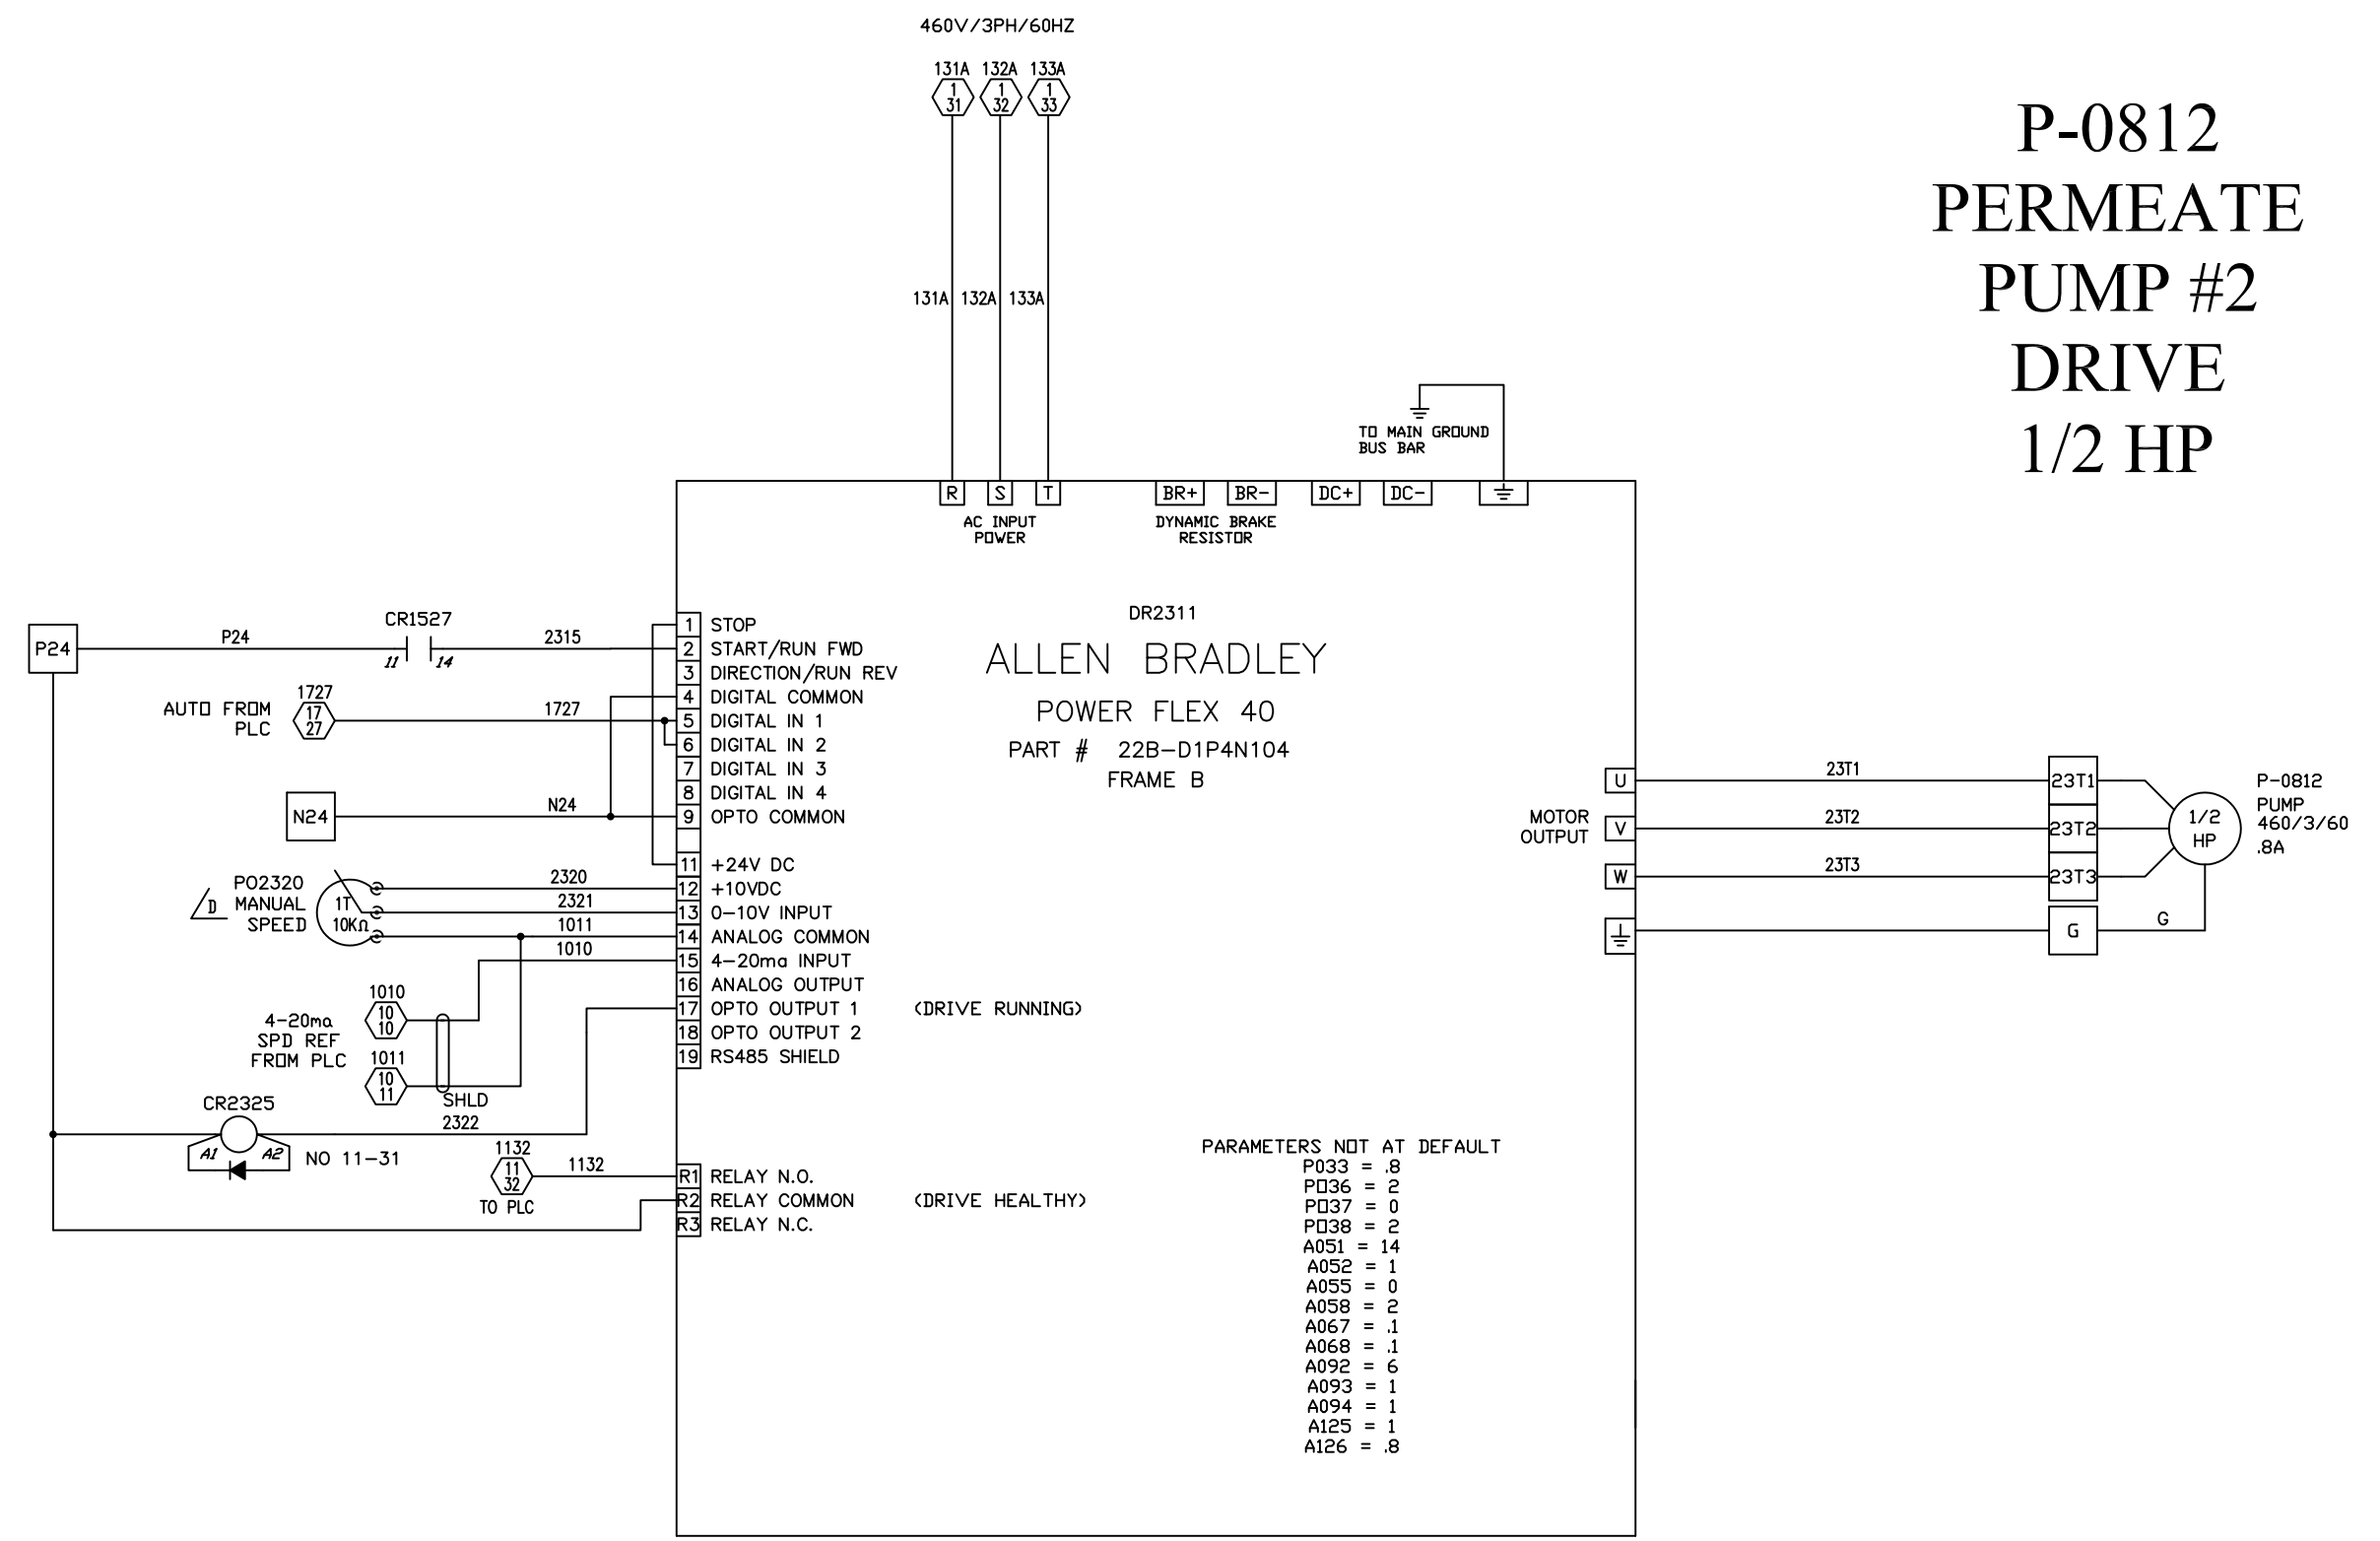 460V/3PH/60HZ
131A 132A 133A
1 31
1 32
1 33
P-0812
PERMEATE
PUMP #2
DRIVE
1/2 HP
131A 132A 133A
TO MAIN GROUND
BUS BAR
R S T BR+ BR- DC+ DC-
AC INPUT
POWER
DYNAMIC BRAKE
RESISTOR
DR2311
ALLEN BRADLEY
POWER FLEX 40
PART # 22B-D1P4N104
FRAME B
P24
P24
CR1527
11 14
2315
1 STOP
2 START/RUN FWD
3 DIRECTION/RUN REV
4 DIGITAL COMMON
5 DIGITAL IN 1
6 DIGITAL IN 2
7 DIGITAL IN 3
8 DIGITAL IN 4
9 OPTO COMMON
11 +24V DC
12 +10VDC
13 0-10V INPUT
14 ANALOG COMMON
15 4-20ma INPUT
16 ANALOG OUTPUT
17 OPTO OUTPUT 1 (DRIVE RUNNING)
18 OPTO OUTPUT 2
19 RS485 SHIELD
AUTO FROM
PLC
1727
17
27
1727
N24
N24
D
PO2320
MANUAL
SPEED
1T
10KΩ
2320
2321
1011
1010
4-20ma
SPD REF
FROM PLC
1010
10
10
1011
10
11
SHLD
CR2325
A1 A2
NO 11-31
2322
1132
11
32
TO PLC
1132
R1 RELAY N.O.
R2 RELAY COMMON (DRIVE HEALTHY)
R3 RELAY N.C.
MOTOR
OUTPUT
U
V
W
23T1
23T2
23T3
23T1
23T2
23T3
G
G
1/2
HP
P-0812
PUMP
460/3/60
.8A
PARAMETERS NOT AT DEFAULT
P033 = .8
PO36 = 2
PO37 = 0
PO38 = 2
A051 = 14
A052 = 1
A055 = 0
A058 = 2
A067 = .1
A068 = .1
A092 = 6
A093 = 1
A094 = 1
A125 = 1
A126 = .8